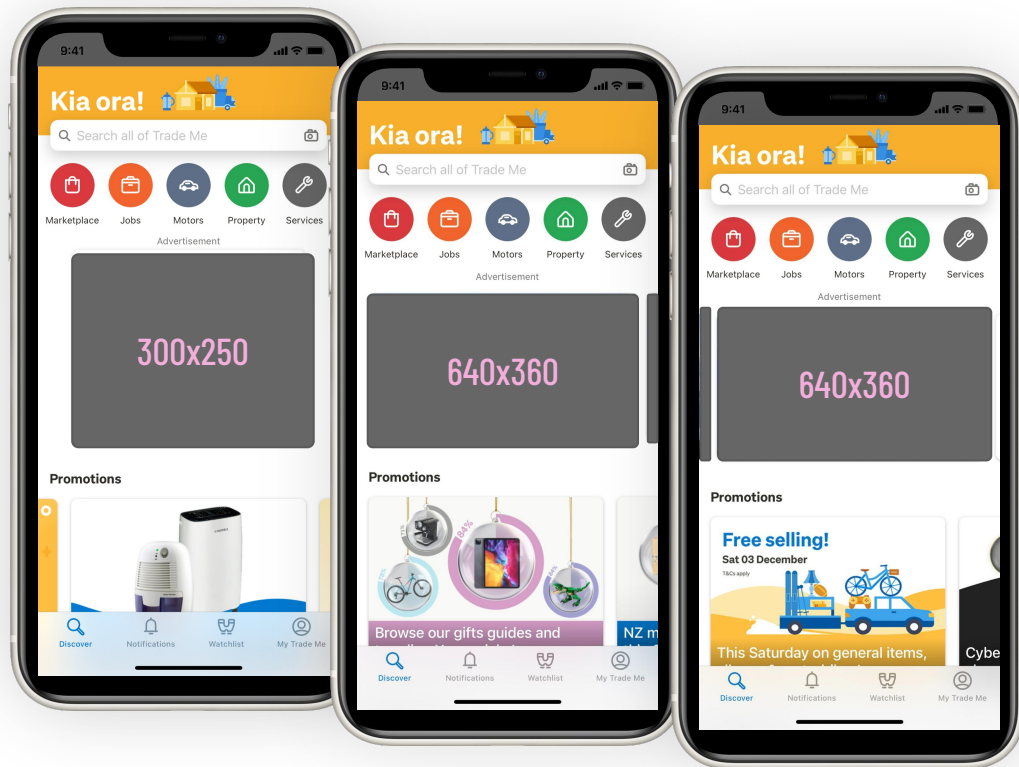 9:41
Kia ora!
Search all of Trade Me
Marketplace Jobs Motors Property Services
Advertisement
300x250
Promotions
Discover Notifications Watchlist My Trade Me
9:41
Kia ora!
Search all of Trade Me
Marketplace Jobs Motors Property Services
Advertisement
640x360
Promotions
84%
Browse our gifts guides and
NZ m
Discover Notifications Watchlist My Trade Me
9:41
Kia ora!
Search all of Trade Me
Marketplace Jobs Motors Property Services
Advertisement
640x360
Promotions
Free selling!
Sat 03 December
T&Cs apply
This Saturday on general items,
Cybe
Discover Notifications Watchlist My Trade Me